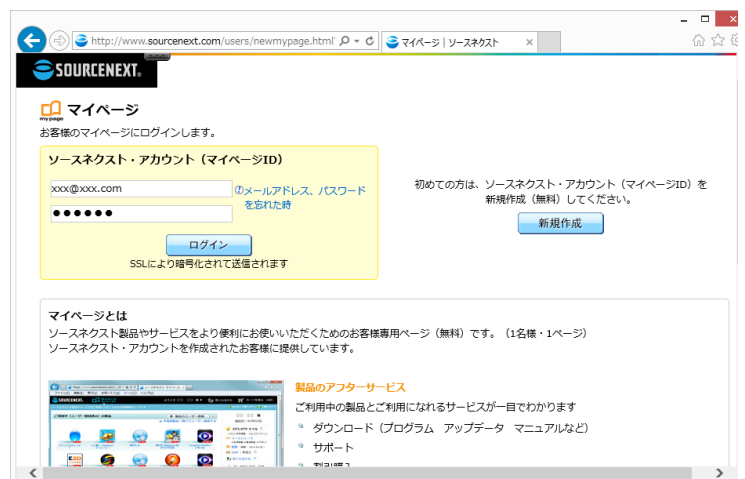 http://www.sourcenext.com/users/newmypage.html
マイページ | ソースネクスト
SOURCENEXT.
mypage
マイページ
お客様のマイページにログインします。
ソースネクスト・アカウント（マイページID）
xxx@xxx.com
メールアドレス、パスワード
を忘れた時
ログイン
SSLにより暗号化されて送信されます
初めての方は、ソースネクスト・アカウント（マイページID）を
新規作成（無料）してください。
新規作成
マイページとは
ソースネクスト製品やサービスをより便利にお使いいただくためのお客様専用ページ（無料）です。（1名様・1ページ）
ソースネクスト・アカウントを作成されたお客様に提供しています。
製品のアフターサービス
ご利用中の製品とご利用になれるサービスが一目でわかります
ダウンロード（プログラム　アップデータ　マニュアルなど）
サポート
割引購入